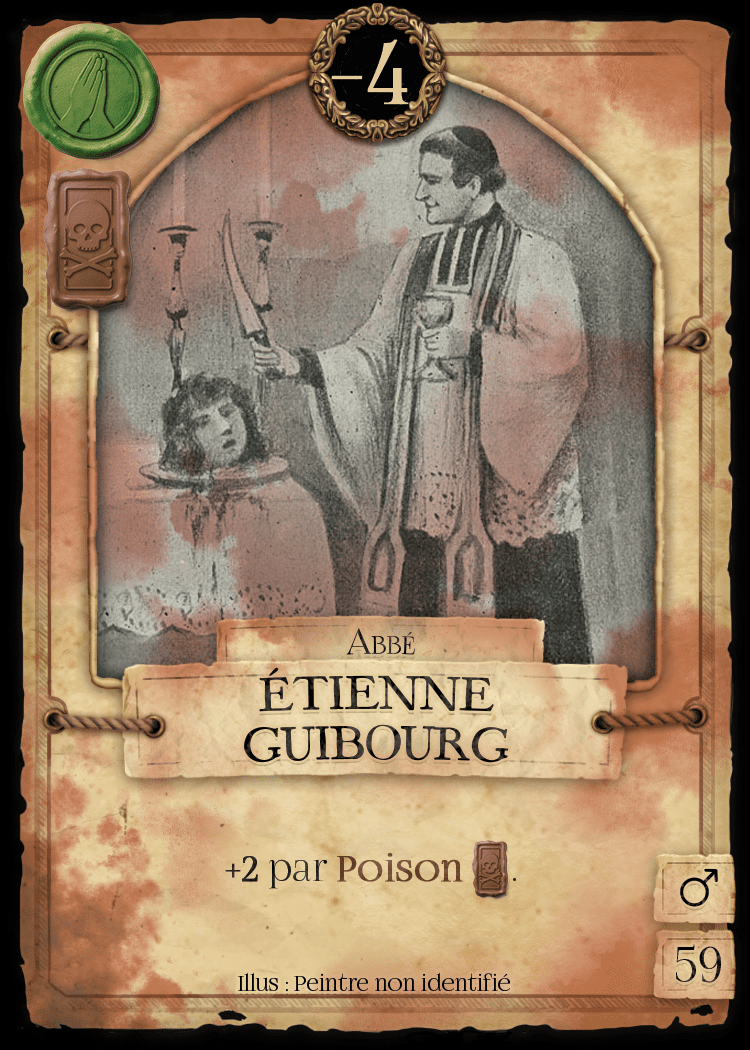 –4
Abbé
ÉTIENNE
GUIBOURG
+2 par Poison .
♂
59
Illus : Peintre non identifié